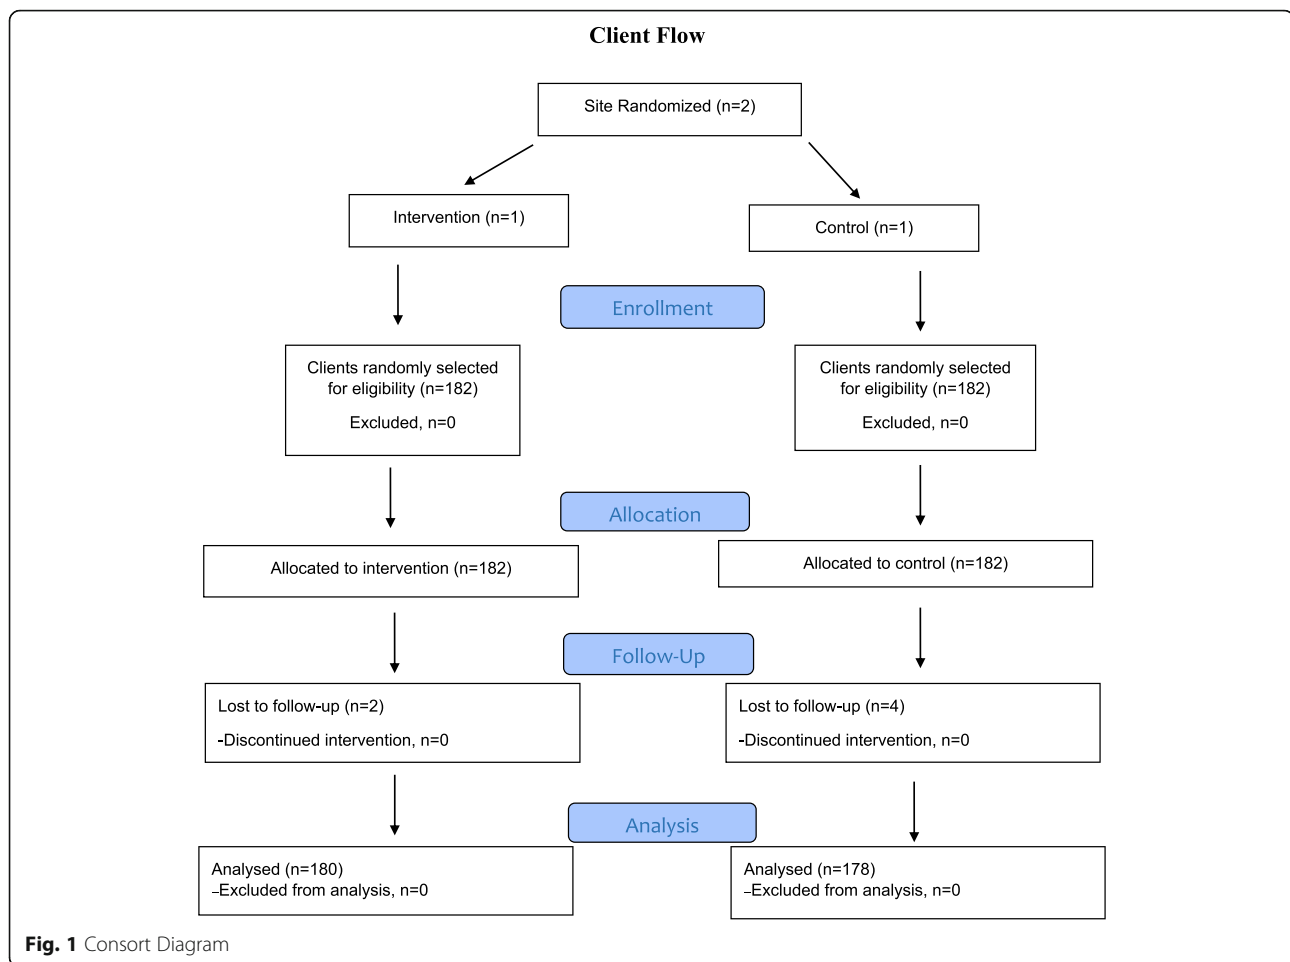 Client Flow
Site Randomized (n=2)
Intervention (n=1)
Control (n=1)
Enrollment
Clients randomly selected
for eligibility (n=182)
Excluded, n=0
Clients randomly selected
for eligibility (n=182)
Excluded, n=0
Allocation
Allocated to intervention (n=182)
Allocated to control (n=182)
Follow-Up
Lost to follow-up (n=2)
-Discontinued intervention, n=0
Lost to follow-up (n=4)
-Discontinued intervention, n=0
Analysis
Analysed (n=180)
–Excluded from analysis, n=0
Analysed (n=178)
–Excluded from analysis, n=0
Fig. 1 Consort Diagram